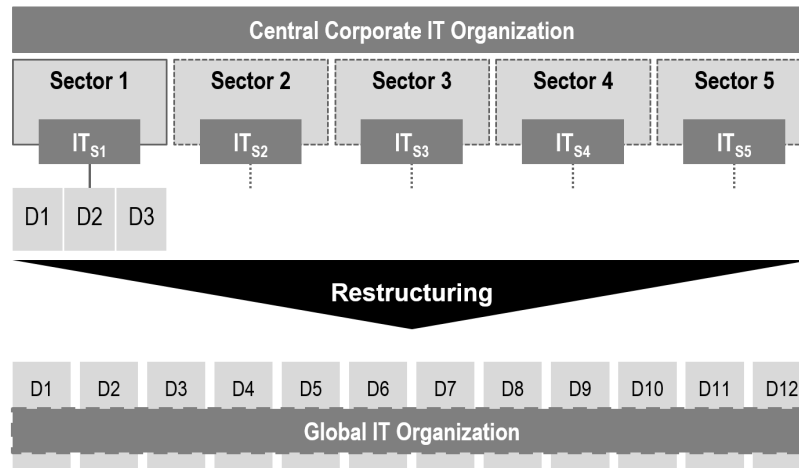 Central Corporate IT Organization
Sector 1 Sector 2 Sector 3 Sector 4 Sector 5
ITS1 ITS2 ITS3 ITS4 ITS5
D1 D2 D3
Restructuring
D1 D2 D3 D4 D5 D6 D7 D8 D9 D10 D11 D12
Global IT Organization